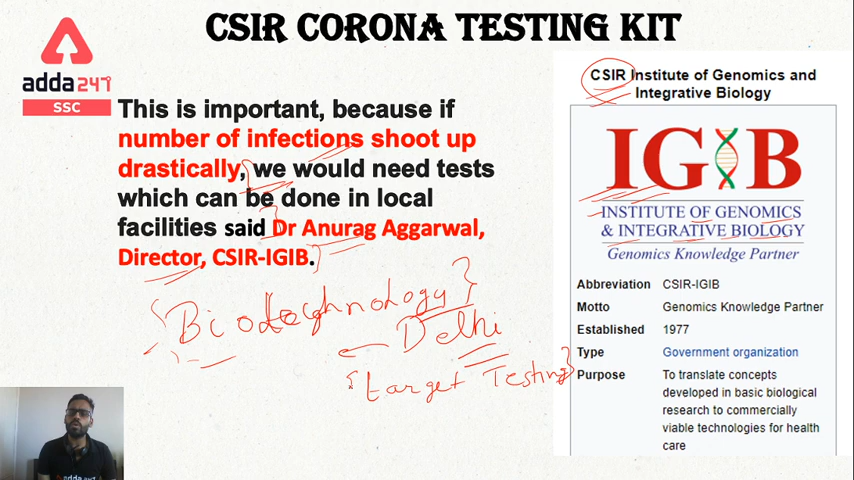 CSIR CORONA TESTING KIT
adda247
SSC
This is important, because if
number of infections shoot up
drastically, we would need tests
which can be done in local
facilities said Dr Anurag Aggarwal,
Director, CSIR-IGIB.
Biotechnology
Delhi
target Testing
CSIR Institute of Genomics and
Integrative Biology
IGIB
INSTITUTE OF GENOMICS
& INTEGRATIVE BIOLOGY
Genomics Knowledge Partner
Abbreviation CSIR-IGIB
Motto Genomics Knowledge Partner
Established 1977
Type Government organization
Purpose To translate concepts
developed in basic biological
research to commercially
viable technologies for health
care
adda247